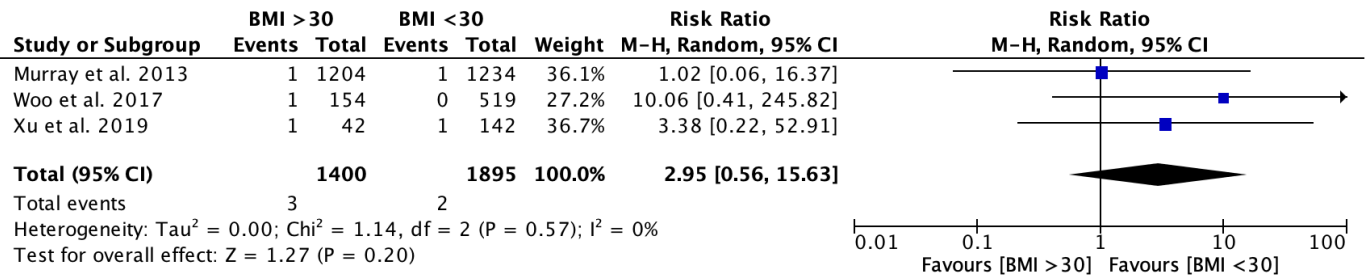 BMI >30 BMI <30 Risk Ratio Risk Ratio
Study or Subgroup Events Total Events Total Weight M-H, Random, 95% CI M-H, Random, 95% CI
Murray et al. 2013 1 1204 1 1234 36.1% 1.02 [0.06, 16.37]
Woo et al. 2017 1 154 0 519 27.2% 10.06 [0.41, 245.82]
Xu et al. 2019 1 42 1 142 36.7% 3.38 [0.22, 52.91]
Total (95% CI) 1400 1895 100.0% 2.95 [0.56, 15.63]
Total events 3 2
Heterogeneity: Tau² = 0.00; Chi² = 1.14, df = 2 (P = 0.57); I² = 0%
Test for overall effect: Z = 1.27 (P = 0.20)
0.01 0.1 1 10 100
Favours [BMI >30] Favours [BMI <30]